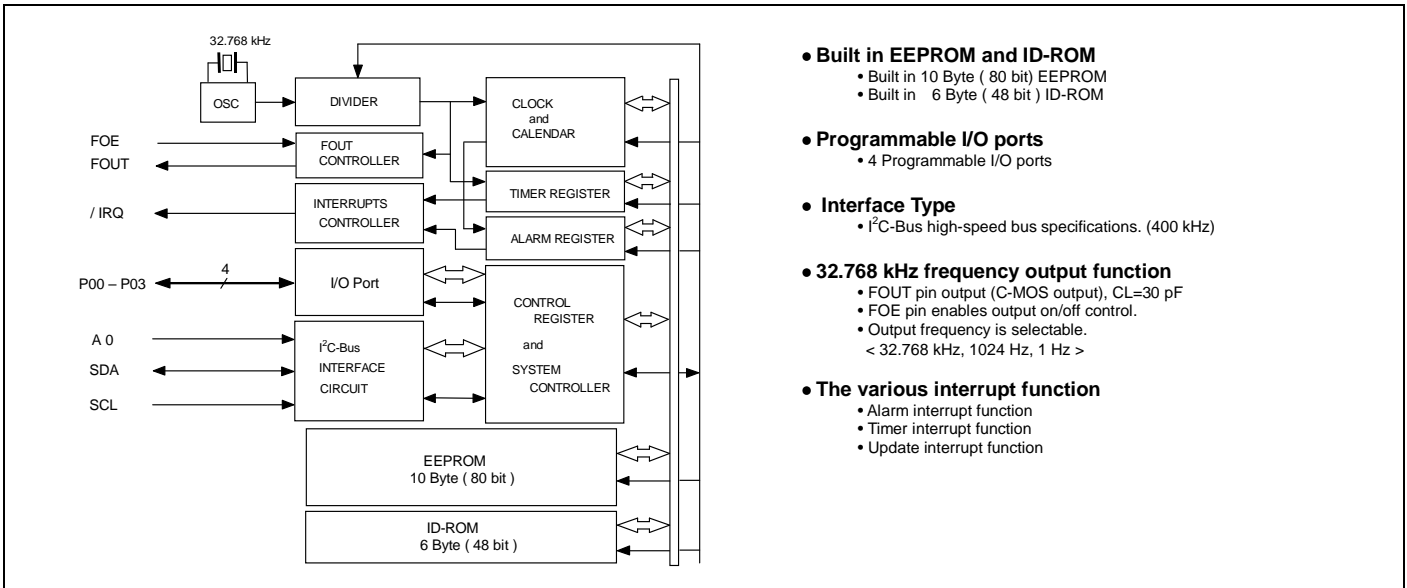 32.768 kHz
OSC
DIVIDER
CLOCK
and
CALENDAR
FOE
FOUT
FOUT
CONTROLLER
TIMER REGISTER
/ IRQ
INTERRUPTS
CONTROLLER
ALARM REGISTER
P00 – P03
4
I/O Port
CONTROL
REGISTER
and
SYSTEM
CONTROLLER
A 0
SDA
SCL
I²C-Bus
INTERFACE
CIRCUIT
EEPROM
10 Byte ( 80 bit )
ID-ROM
6 Byte ( 48 bit )
● Built in EEPROM and ID-ROM
• Built in 10 Byte ( 80 bit) EEPROM
• Built in 6 Byte ( 48 bit ) ID-ROM
● Programmable I/O ports
• 4 Programmable I/O ports
● Interface Type
• I²C-Bus high-speed bus specifications. (400 kHz)
● 32.768 kHz frequency output function
• FOUT pin output (C-MOS output), CL=30 pF
• FOE pin enables output on/off control.
• Output frequency is selectable.
< 32.768 kHz, 1024 Hz, 1 Hz >
● The various interrupt function
• Alarm interrupt function
• Timer interrupt function
• Update interrupt function